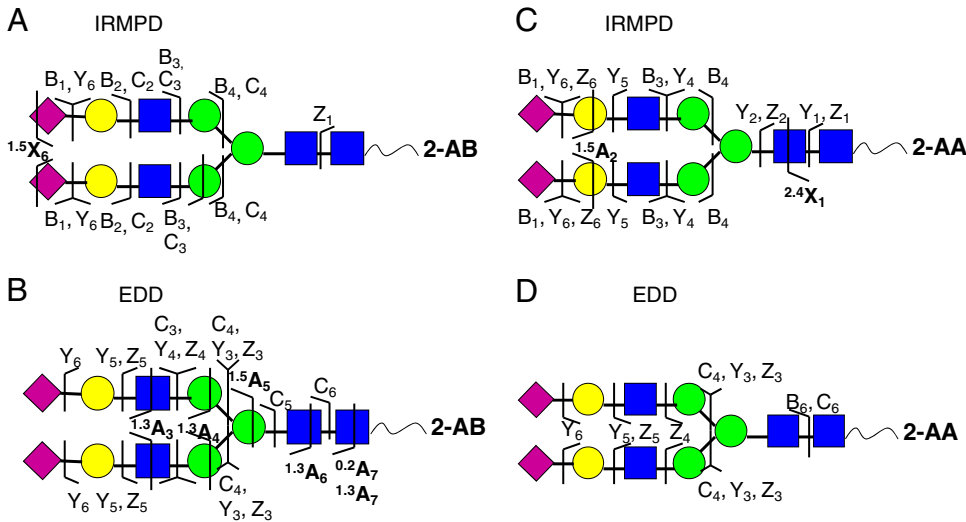 A
IRMPD
B₁, Y₆ B₂, C₂ B₃, C₃ B₄, C₄
Z₁
¹·⁵X₆
2-AB
B₁, Y₆ B₂, C₂ B₃, C₃ B₄, C₄
C
IRMPD
B₁, Y₆, Z₆ Y₅ B₃, Y₄ B₄
Y₂, Z₂ Y₁, Z₁
¹·⁵A₂
2-AA
²·⁴X₁
B₁, Y₆, Z₆ Y₅ B₃, Y₄ B₄
B
EDD
C₃, C₄,
Y₆ Y₅, Z₅ Y₄, Z₄ Y₃, Z₃
¹·⁵A₅
C₅ C₆
¹·³A₃ ¹·³A₄
2-AB
¹·³A₆ ⁰·²A₇
¹·³A₇
C₄,
Y₆ Y₅, Z₅ Y₃, Z₃
D
EDD
C₄, Y₃, Z₃
B₆, C₆
Y₆ Y₅, Z₅ Z₄
2-AA
C₄, Y₃, Z₃